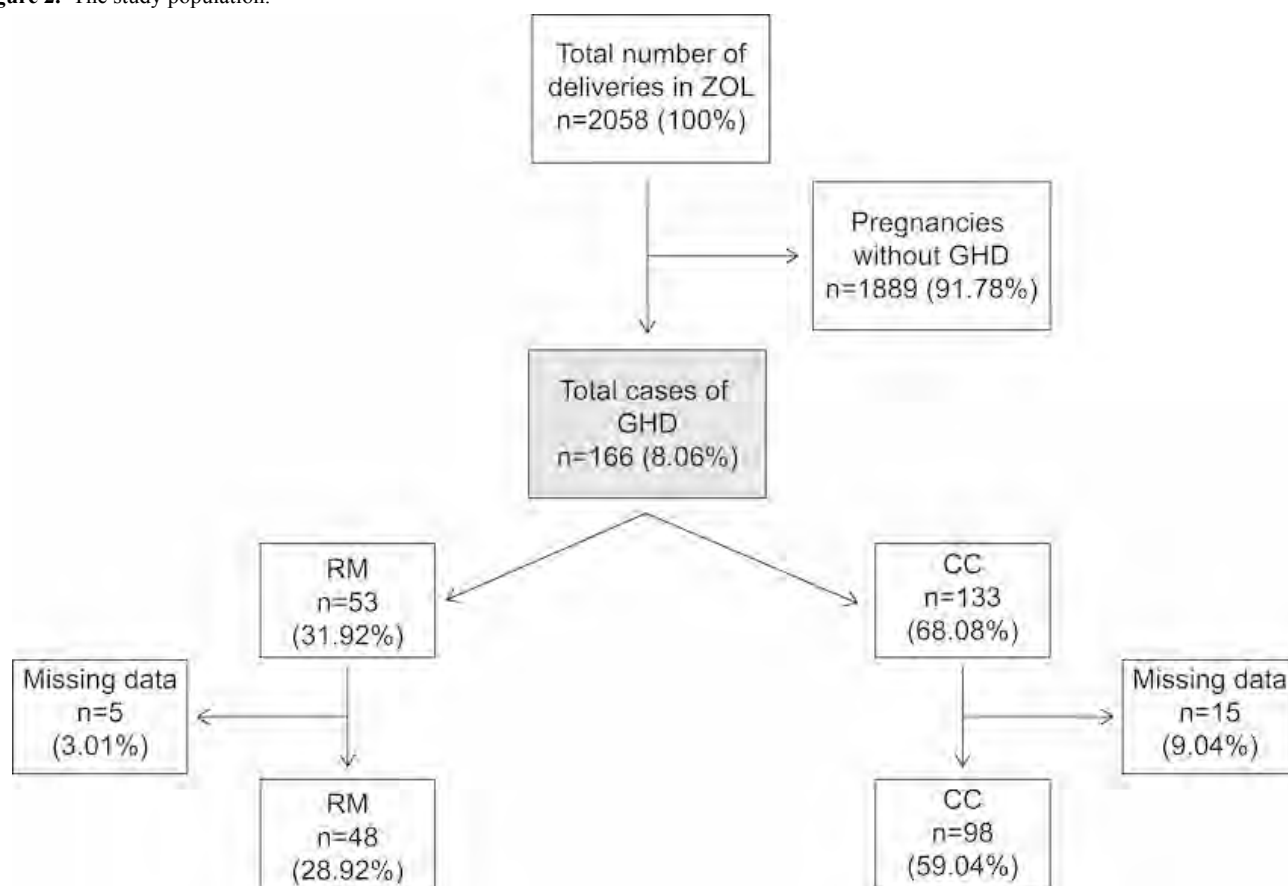 Figure 2. The study population.
Total number of
deliveries in ZOL
n=2058 (100%)
Pregnancies
without GHD
n=1889 (91.78%)
Total cases of
GHD
n=166 (8.06%)
RM
n=53
(31.92%)
CC
n=133
(68.08%)
Missing data
n=5
(3.01%)
Missing data
n=15
(9.04%)
RM
n=48
(28.92%)
CC
n=98
(59.04%)